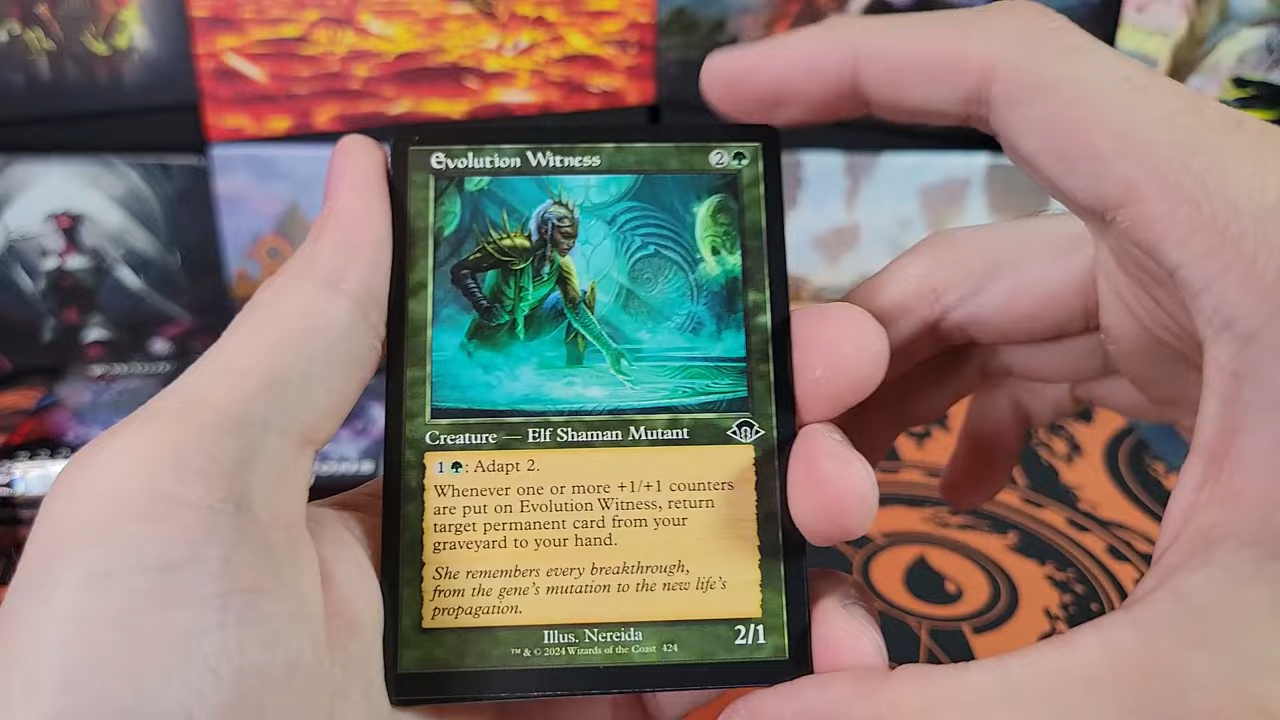 Evolution Witness 2
Creature — Elf Shaman Mutant
1 : Adapt 2.
Whenever one or more +1/+1 counters
are put on Evolution Witness, return
target permanent card from your
graveyard to your hand.
She remembers every breakthrough,
from the gene's mutation to the new life's
propagation.
Illus. Nereida
2/1
™ & © 2024 Wizards of the Coast 424